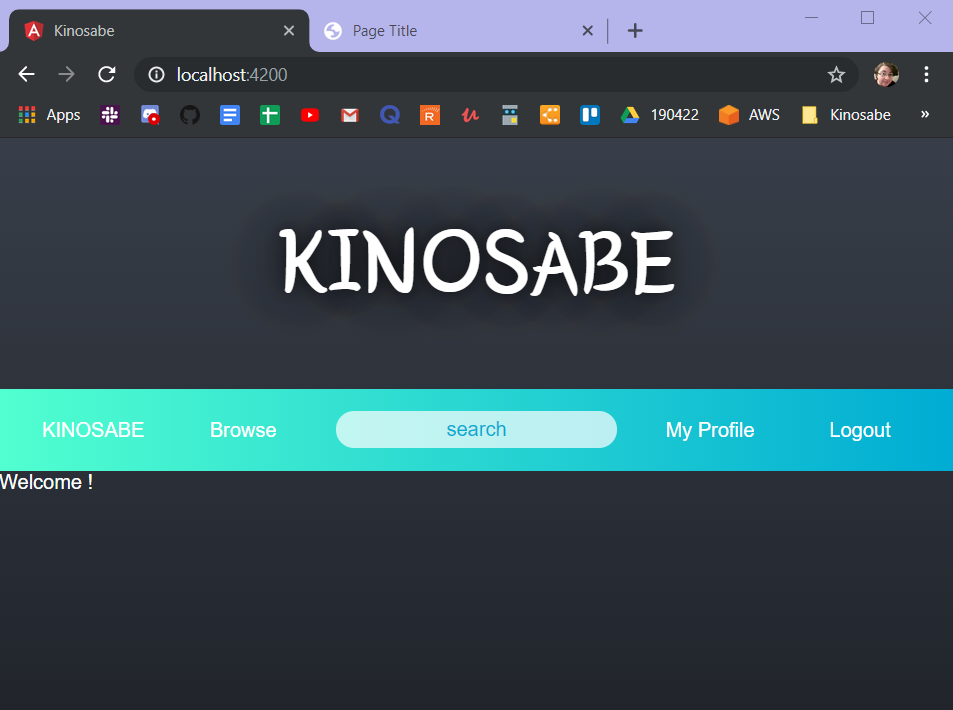 Kinosabe
Page Title
localhost:4200
Apps
R
190422
AWS
Kinosabe
»
KINOSABE
KINOSABE
Browse
search
My Profile
Logout
Welcome !